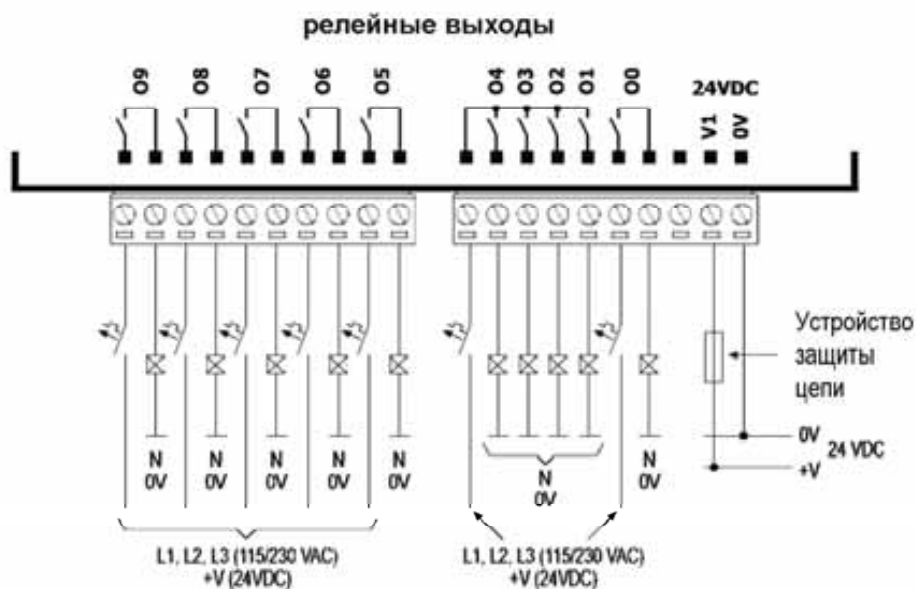 релейные выходы
O9 O8 O7 O6 O5 O4 O3 O2 O1 O0 24VDC
V1 0V
Устройство
защиты
цепи
0V
24 VDC
+V
N N N N N N N
0V 0V 0V 0V 0V 0V 0V
L1, L2, L3 (115/230 VAC) L1, L2, L3 (115/230 VAC)
+V (24VDC) +V (24VDC)